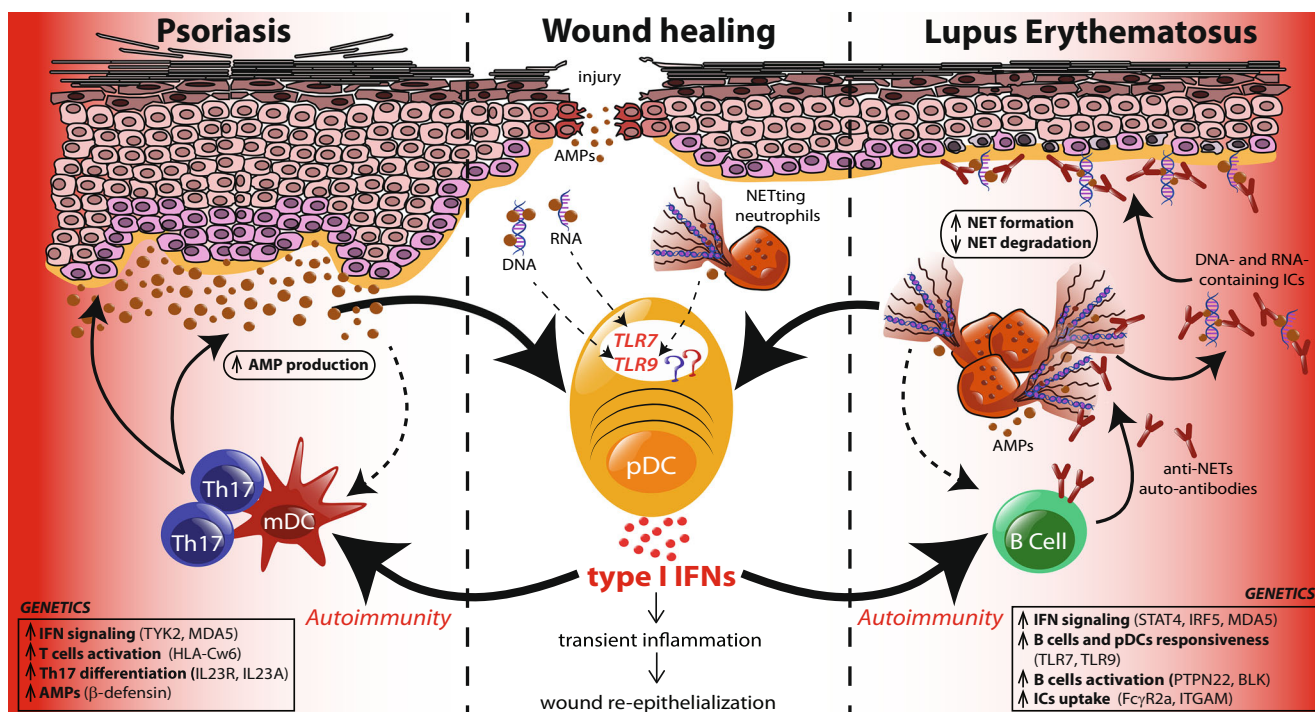 Psoriasis
Wound healing
Lupus Erythematosus
injury
AMPs
DNA
RNA
NETting
neutrophils
TLR7
TLR9
??
pDC
type I IFNs
transient inflammation
wound re-epithelialization
↑ AMP production
Th17
Th17
mDC
Autoimmunity
GENETICS
↑ IFN signaling (TYK2, MDA5)
↑ T cells activation (HLA-Cw6)
↑ Th17 differentiation (IL23R, IL23A)
↑ AMPs (β-defensin)
↑ NET formation
↓ NET degradation
DNA- and RNA-
containing ICs
AMPs
anti-NETs
auto-antibodies
B Cell
Autoimmunity
GENETICS
↑ IFN signaling (STAT4, IRF5, MDA5)
↑ B cells and pDCs responsiveness
(TLR7, TLR9)
↑ B cells activation (PTPN22, BLK)
↑ ICs uptake (FcγR2a, ITGAM)